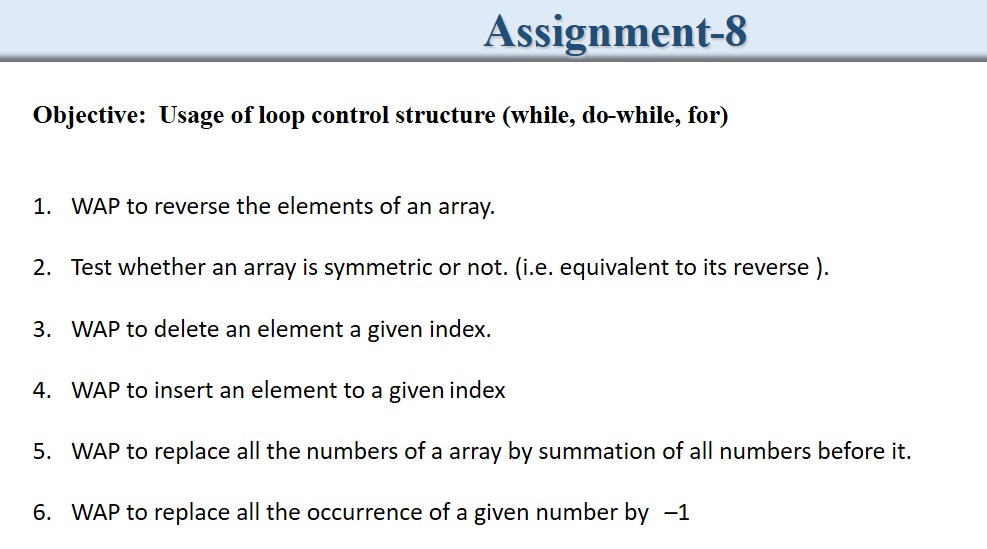 Assignment-8
Objective: Usage of loop control structure (while, do-while, for)
1. WAP to reverse the elements of an array.
2. Test whether an array is symmetric or not. (i.e. equivalent to its reverse ).
3. WAP to delete an element a given index.
4. WAP to insert an element to a given index
5. WAP to replace all the numbers of a array by summation of all numbers before it.
6. WAP to replace all the occurrence of a given number by –1